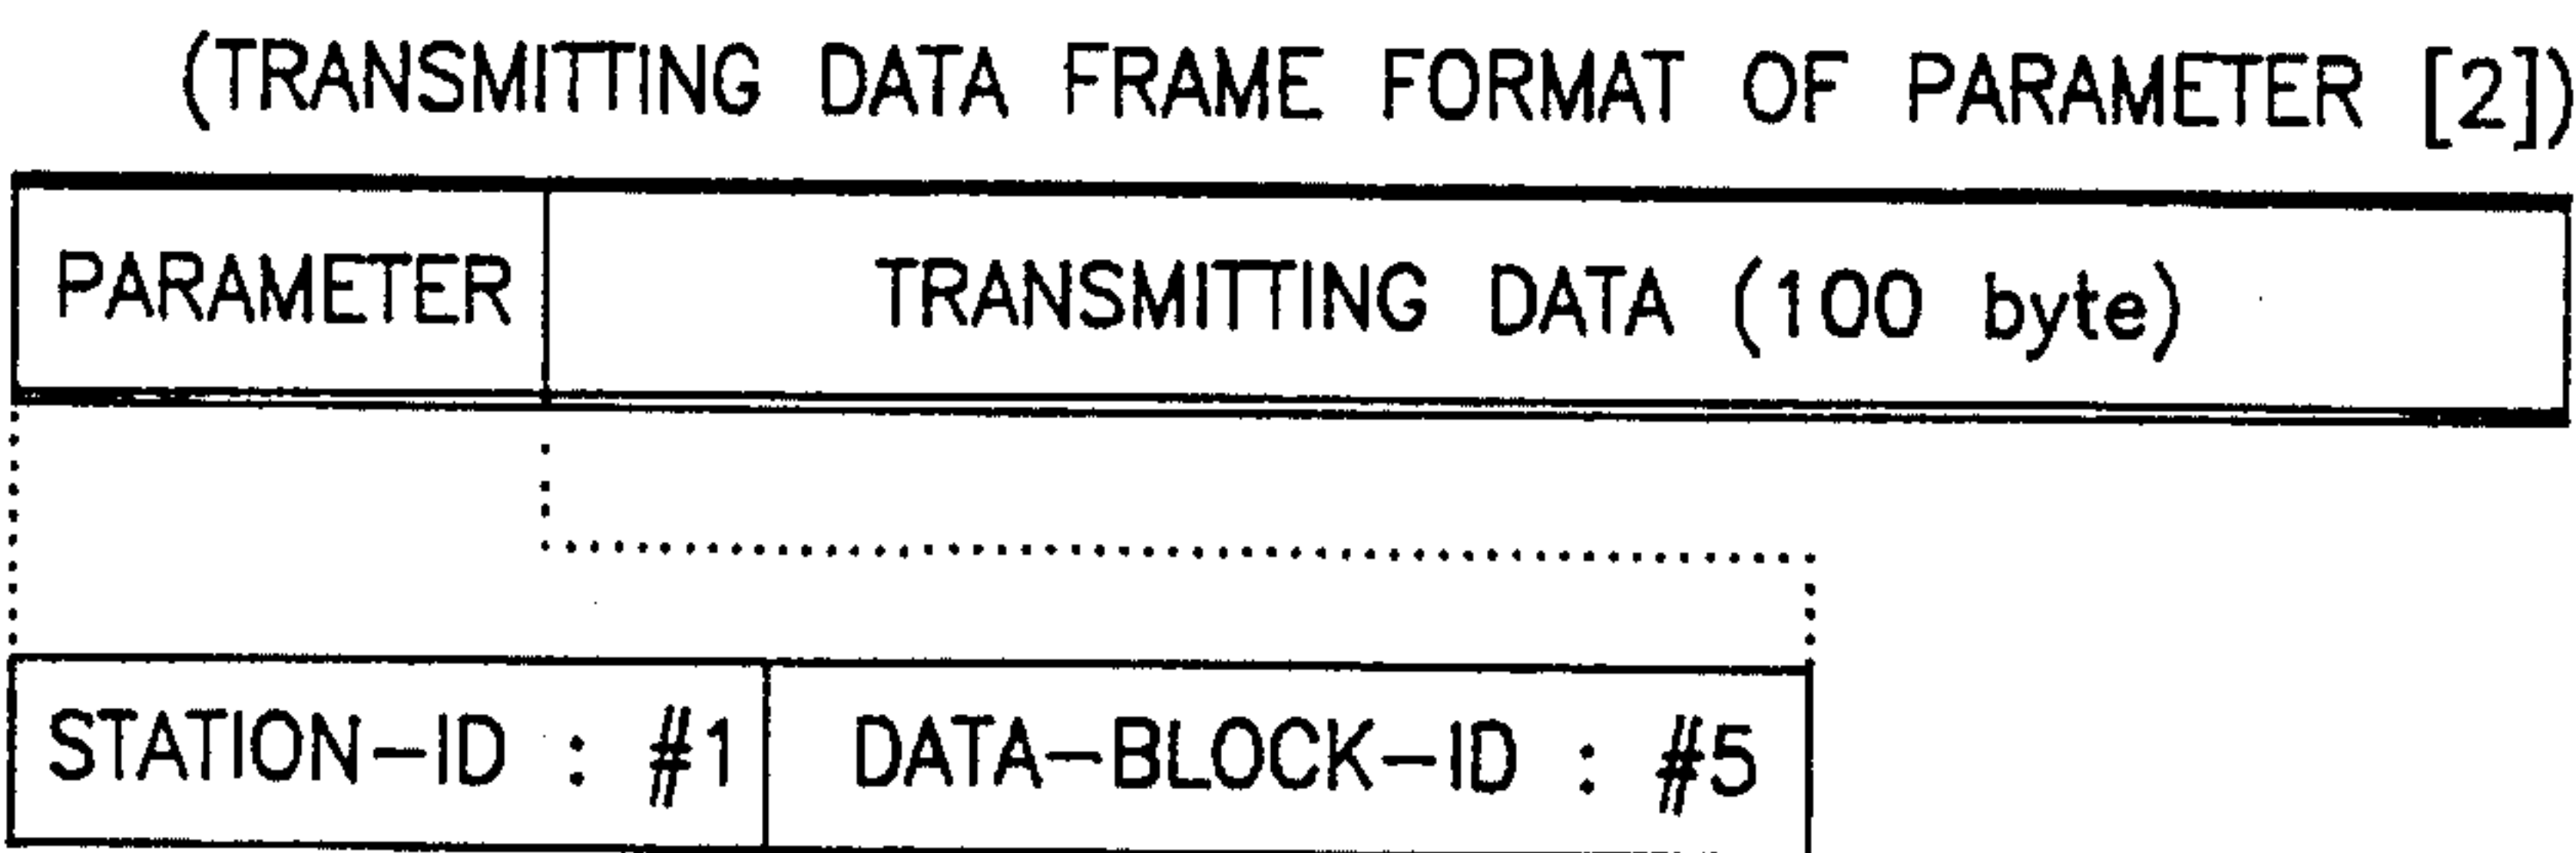 (TRANSMITTING DATA FRAME FORMAT OF PARAMETER [2])
PARAMETER TRANSMITTING DATA (100 byte)
STATION-ID : #1 DATA-BLOCK-ID : #5